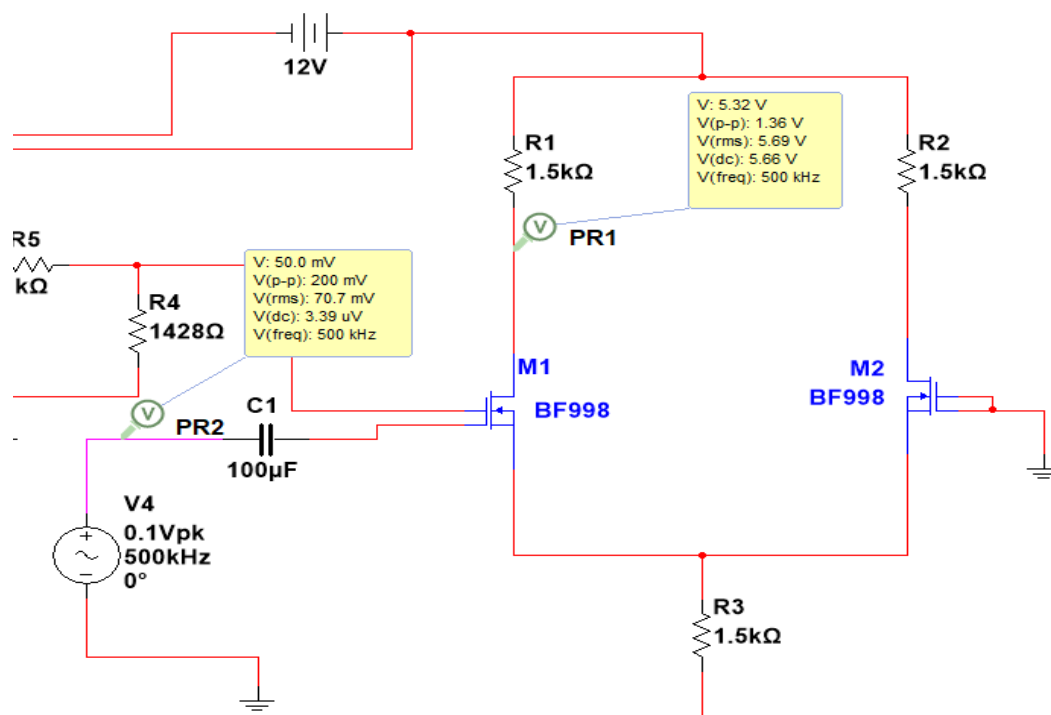 12V
V: 5.32 V
V(p-p): 1.36 V
V(rms): 5.69 V
V(dc): 5.66 V
V(freq): 500 kHz
R1
1.5kΩ
R2
1.5kΩ
V
PR1
R5
kΩ
R4
1428Ω
V: 50.0 mV
V(p-p): 200 mV
V(rms): 70.7 mV
V(dc): 3.39 uV
V(freq): 500 kHz
M1
BF998
M2
BF998
V
PR2
C1
100µF
V4
0.1Vpk
500kHz
0°
R3
1.5kΩ